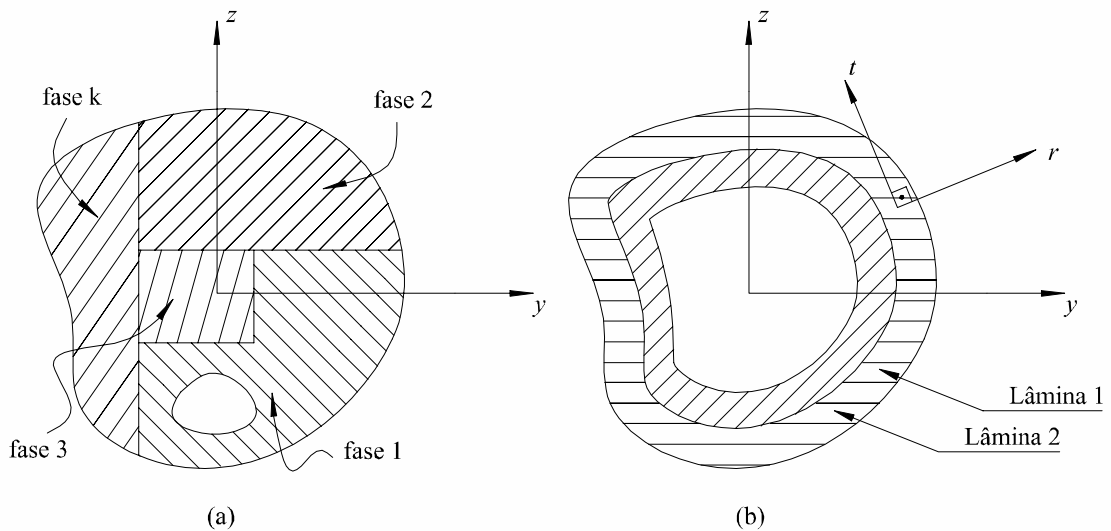 z
fase k
fase 2
y
fase 3
fase 1
(a)
z
t
r
y
Lâmina 1
Lâmina 2
(b)